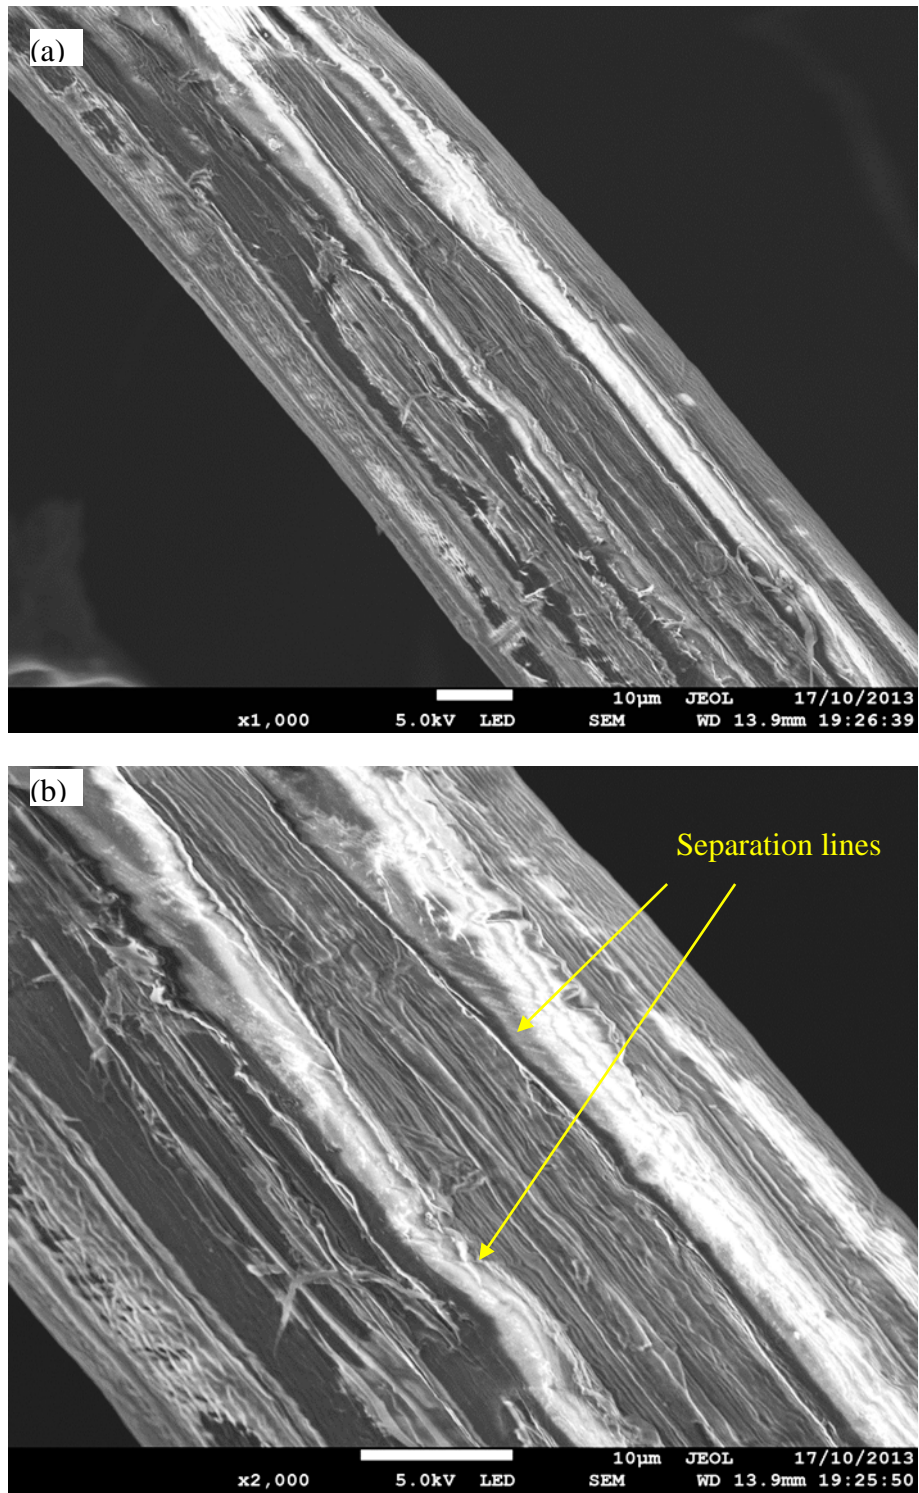 (a)
10µm JEOL 17/10/2013
x1,000 5.0kV LED SEM WD 13.9mm 19:26:39
(b)
Separation lines
10µm JEOL 17/10/2013
x2,000 5.0kV LED SEM WD 13.9mm 19:25:50